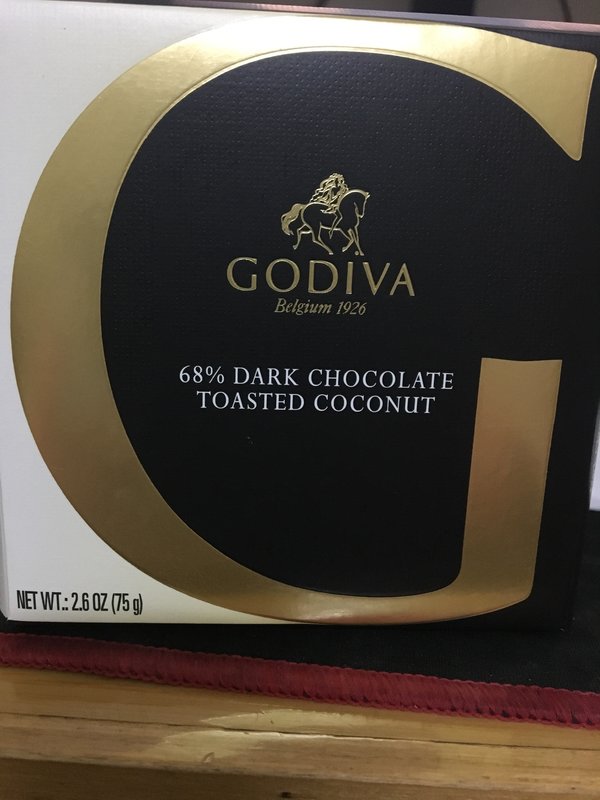 GODIVA
Belgium 1926
68% DARK CHOCOLATE
TOASTED COCONUT
NET WT.: 2.6 OZ (75 g)